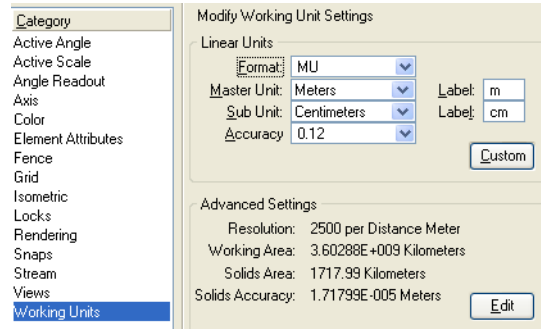 Category
Active Angle
Active Scale
Angle Readout
Axis
Color
Element Attributes
Fence
Grid
Isometric
Locks
Rendering
Snaps
Stream
Views
Working Units
Modify Working Unit Settings
Linear Units
Format: MU
Master Unit: Meters Label: m
Sub Unit: Centimeters Label: cm
Accuracy 0.12
Custom
Advanced Settings
Resolution: 2500 per Distance Meter
Working Area: 3.60288E+009 Kilometers
Solids Area: 1717.99 Kilometers
Solids Accuracy: 1.71799E-005 Meters
Edit